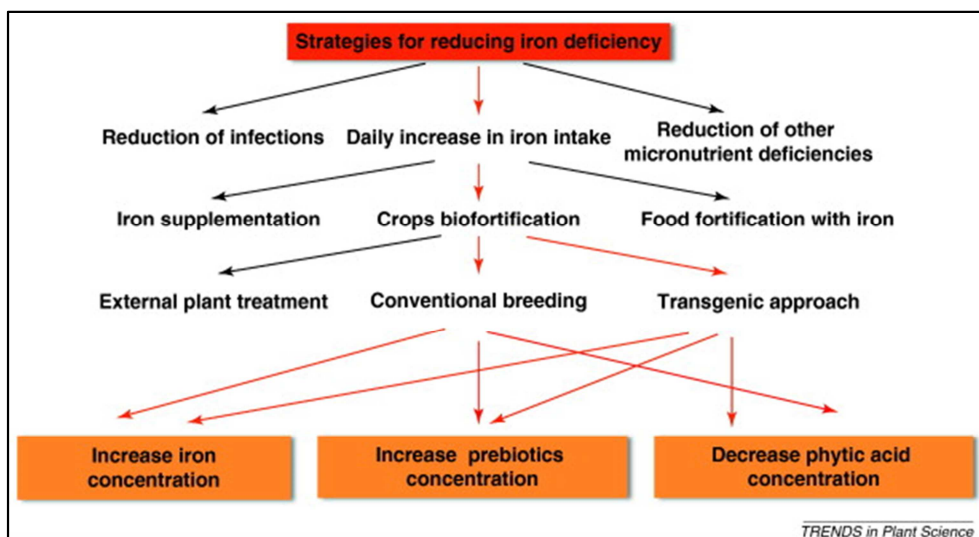 Strategies for reducing iron deficiency
Reduction of infections
Daily increase in iron intake
Reduction of other
micronutrient deficiencies
Iron supplementation
Crops biofortification
Food fortification with iron
External plant treatment
Conventional breeding
Transgenic approach
Increase iron
concentration
Increase prebiotics
concentration
Decrease phytic acid
concentration
TRENDS in Plant Science